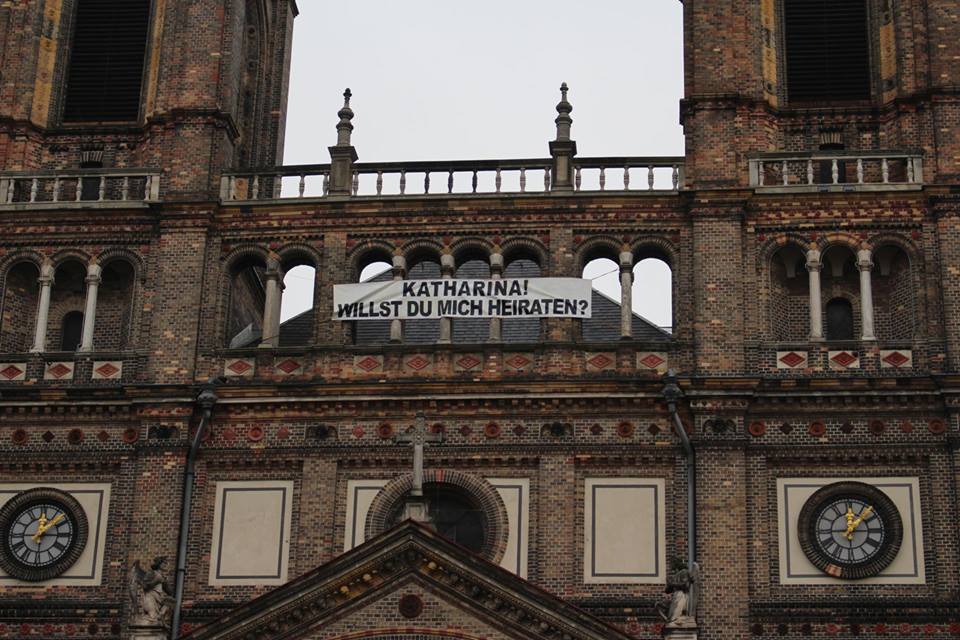 KATHARINA!
WILLST DU MICH HEIRATEN?